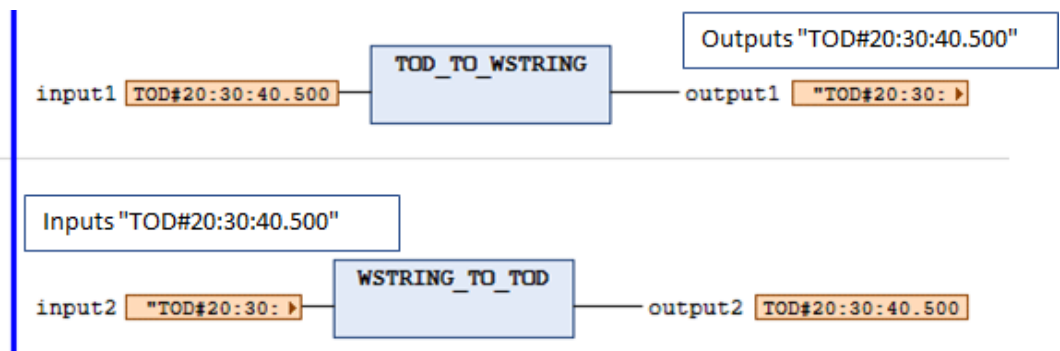 Outputs "TOD#20:30:40.500"
TOD_TO_WSTRING
input1 TOD#20:30:40.500 output1 "TOD#20:30:
Inputs "TOD#20:30:40.500"
WSTRING_TO_TOD
input2 "TOD#20:30: output2 TOD#20:30:40.500